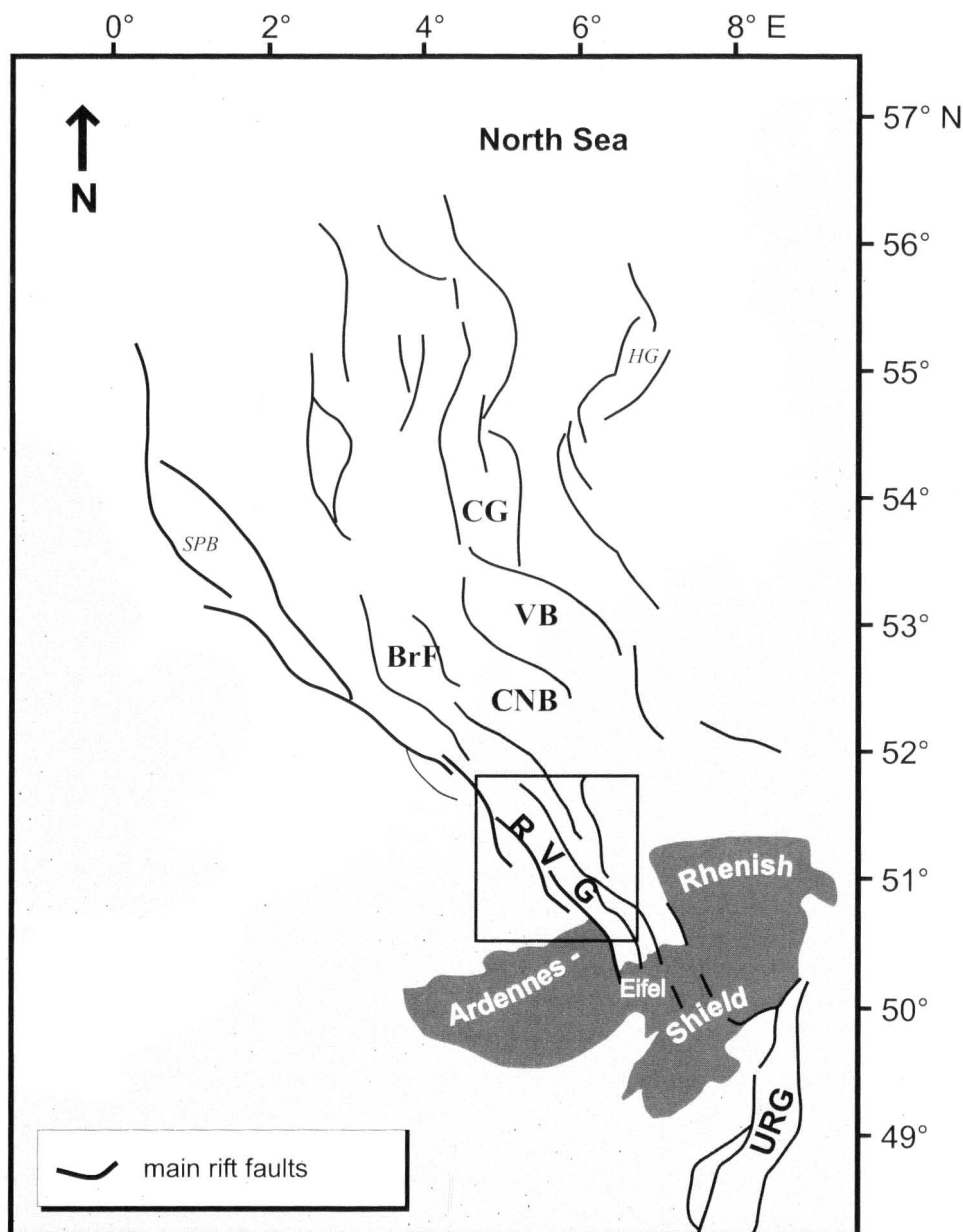 0° 2° 4° 6° 8° E
57° N
North Sea
N
56°
55°
HG
54°
CG
SPB
53°
VB
BrF
CNB
52°
RVG
51°
Rhenish
Ardennes -
Eifel
50°
Shield
URG
49°
main rift faults